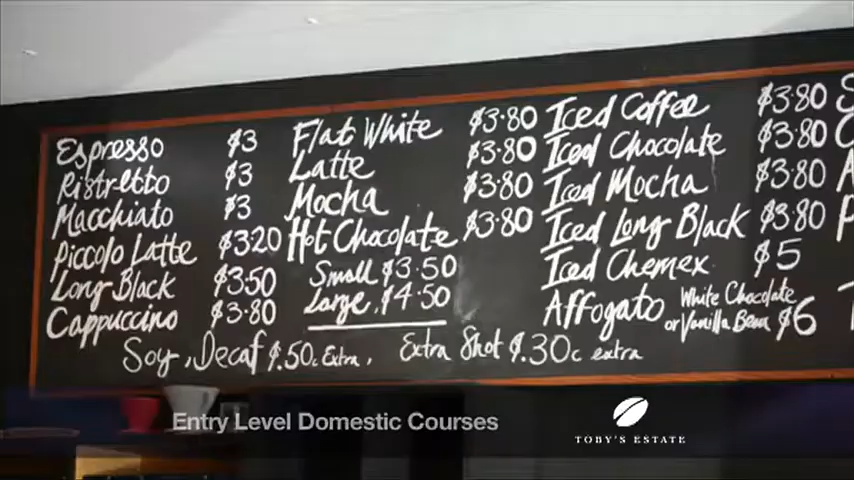 Espresso $3
Ristretto $3
Macchiato $3
Piccolo Latte $3.20
Long Black $3.50
Cappuccino $3.80
Flat White $3.80
Latte $3.80
Mocha $3.80
Hot Chocolate $3.80
Small $3.50
Large $4.50
Iced Coffee $3.80
Iced Chocolate $3.80
Iced Mocha $3.80
Iced Long Black $3.80
Iced Chemex $5
Affogato White Chocolate
or Vanilla Bean $6
Soy, Decaf $.50c Extra, Extra Shot $.30c extra
Entry Level Domestic Courses
TOBY'S ESTATE